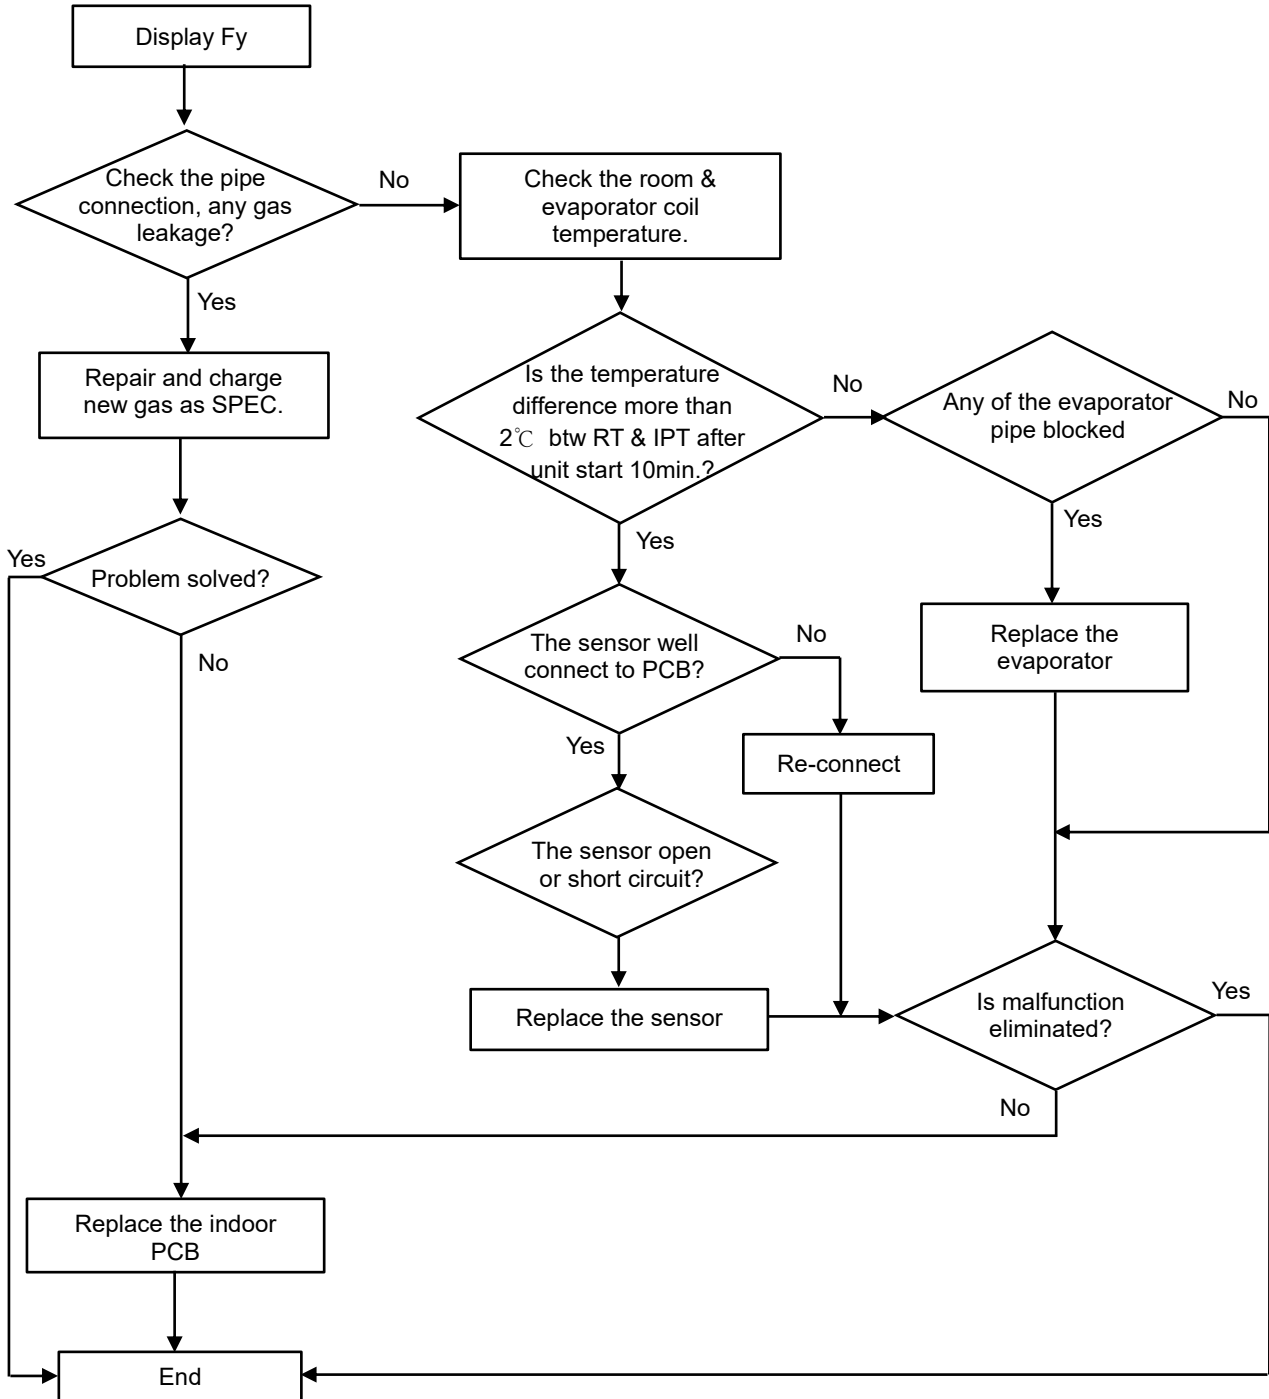 Display Fy
Check the pipe
connection, any gas
leakage?
No
Check the room &
evaporator coil
temperature.
Yes
Repair and charge
new gas as SPEC.
Is the temperature
difference more than
2℃ btw RT & IPT after
unit start 10min.?
No
Any of the evaporator
pipe blocked
No
Yes
Yes
Yes
Problem solved?
No
The sensor well
connect to PCB?
No
Replace the
evaporator
Yes
Re-connect
The sensor open
or short circuit?
Replace the sensor
Is malfunction
eliminated?
Yes
No
Replace the indoor
PCB
End